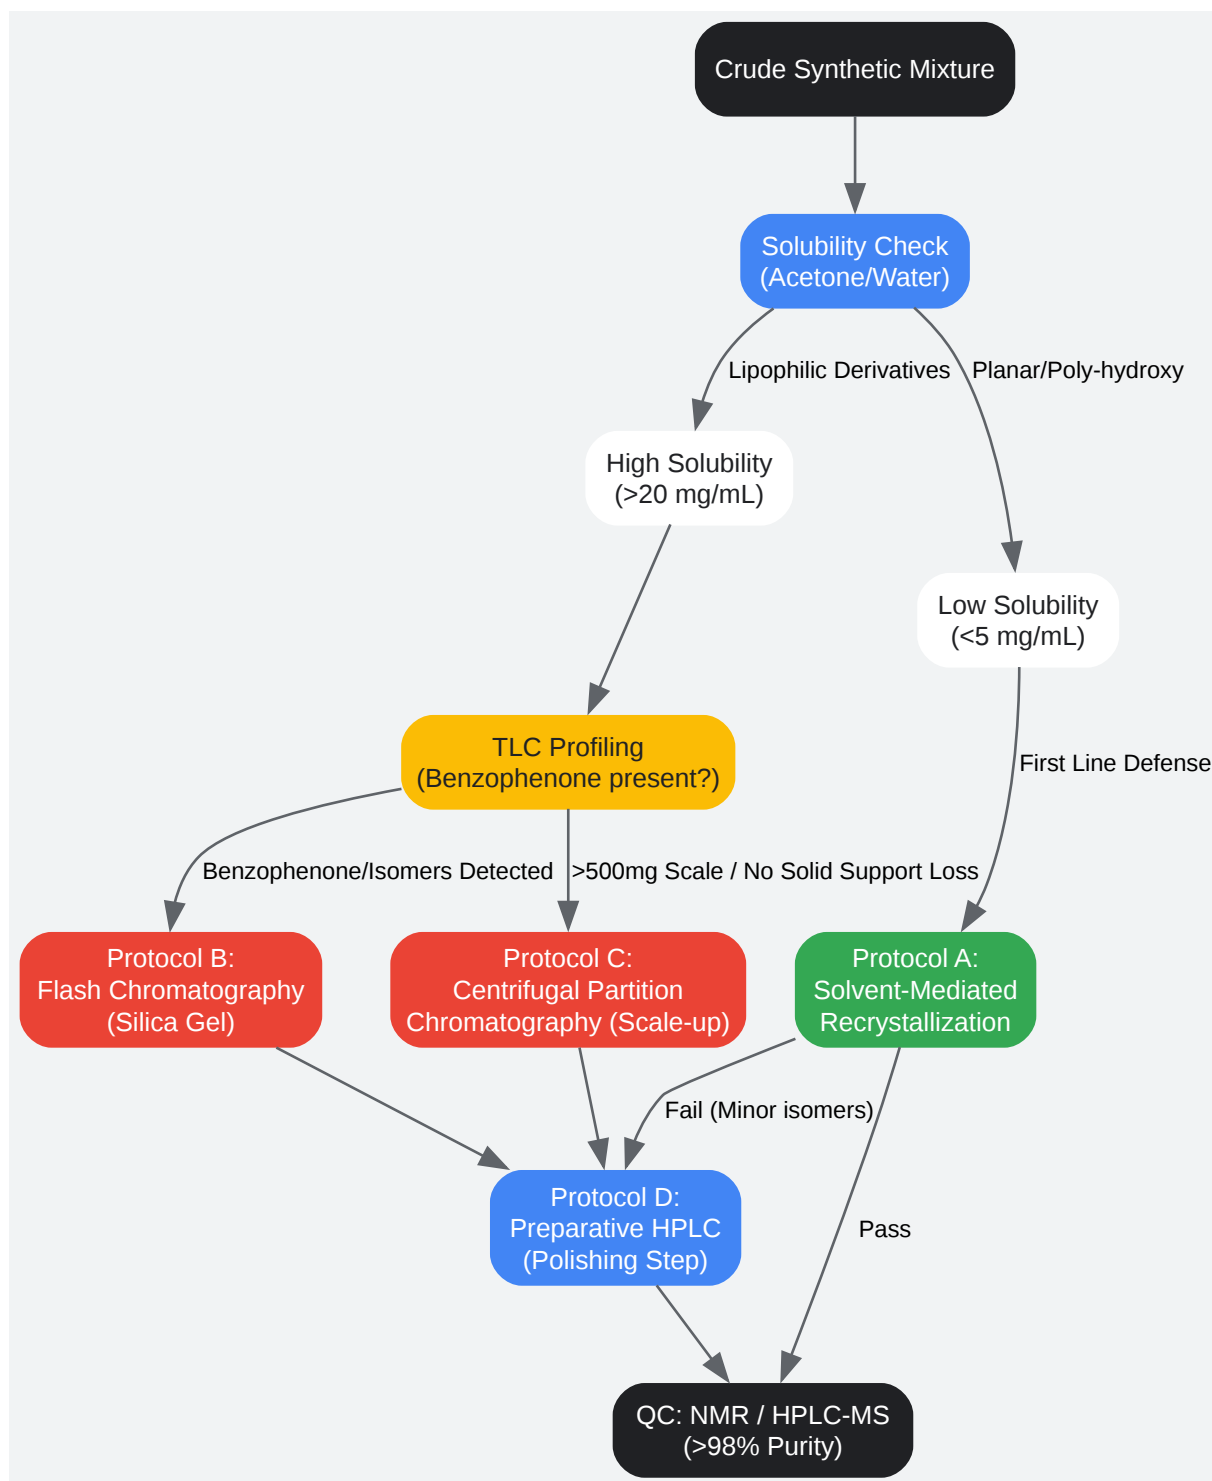 Crude Synthetic Mixture
Solubility Check
(Acetone/Water)
Lipophilic Derivatives
Planar/Poly-hydroxy
High Solubility
(>20 mg/mL)
Low Solubility
(<5 mg/mL)
TLC Profiling
(Benzophenone present?)
First Line Defense
Benzophenone/Isomers Detected
>500mg Scale / No Solid Support Loss
Protocol B:
Flash Chromatography
(Silica Gel)
Protocol C:
Centrifugal Partition
Chromatography (Scale-up)
Protocol A:
Solvent-Mediated
Recrystallization
Fail (Minor isomers)
Protocol D:
Preparative HPLC
(Polishing Step)
Pass
QC: NMR / HPLC-MS
(>98% Purity)